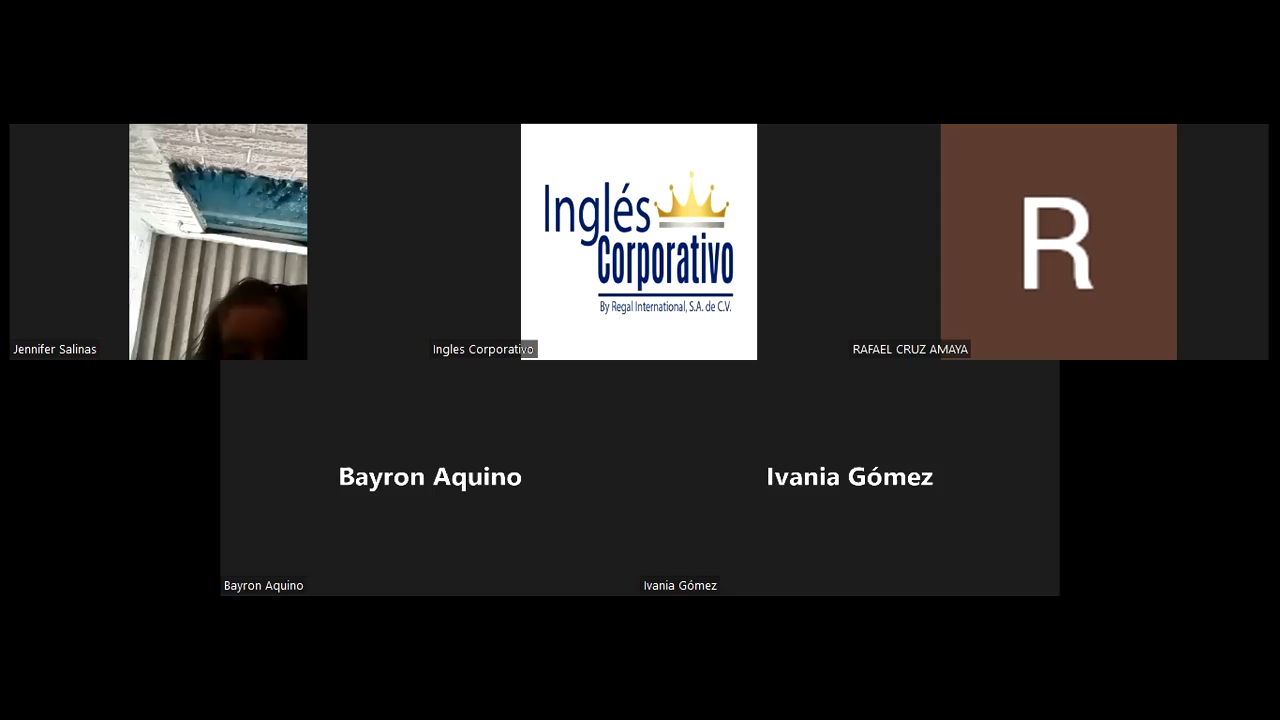 Inglés
Corporativo
By Regal International, S.A. de C.V.
R
Jennifer Salinas
Ingles Corporativo
RAFAEL CRUZ AMAYA
Bayron Aquino
Ivania Gómez
Bayron Aquino
Ivania Gómez